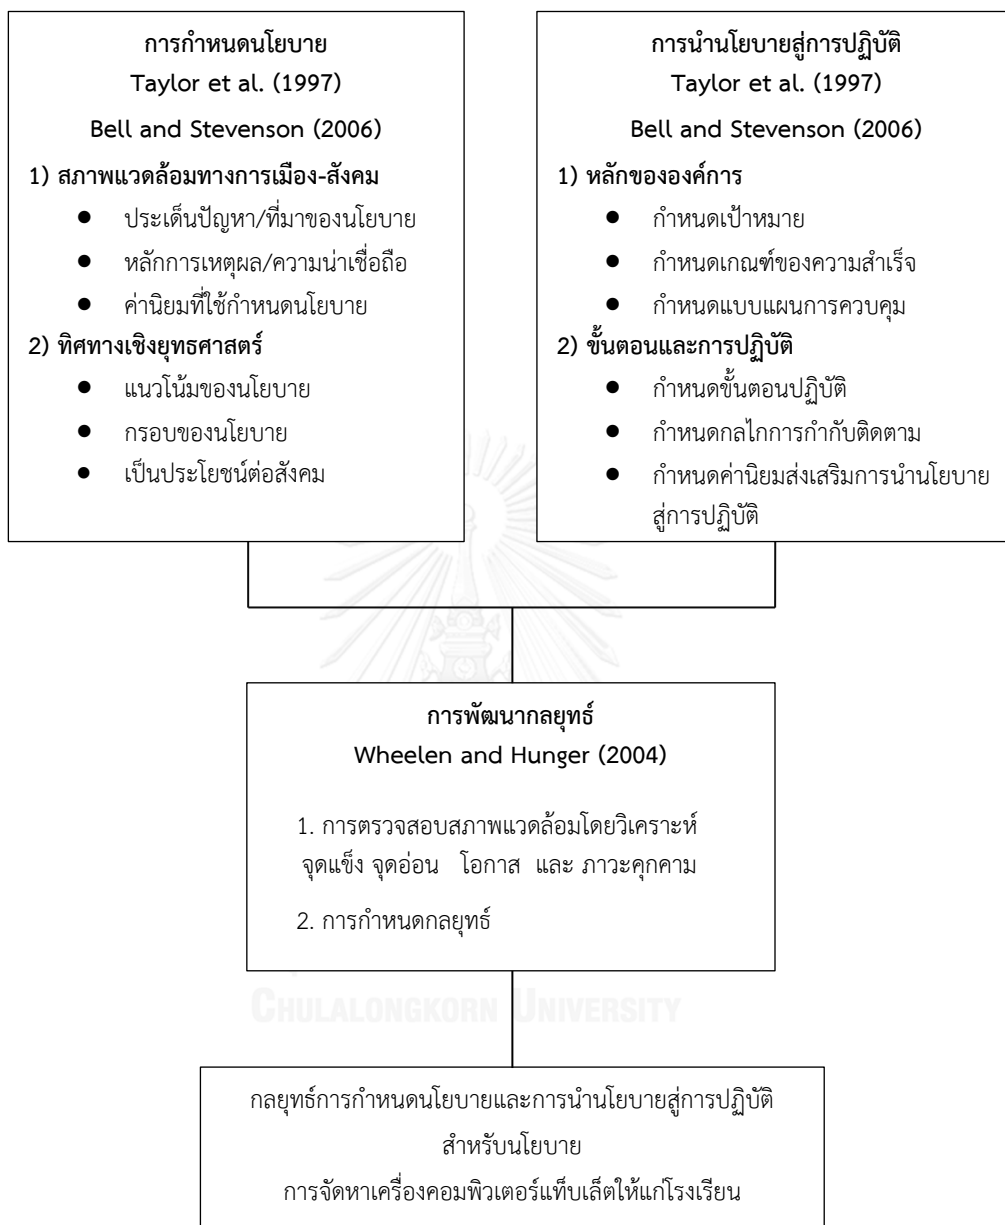 การกำหนดนโยบาย
Taylor et al. (1997)
Bell and Stevenson (2006)
1) สภาพแวดล้อมทางการเมือง-สังคม
● ประเด็นปัญหา/ที่มาของนโยบาย
● หลักการเหตุผล/ความน่าเชื่อถือ
● ค่านิยมที่ใช้กำหนดนโยบาย
2) ทิศทางเชิงยุทธศาสตร์
● แนวโน้มของนโยบาย
● กรอบของนโยบาย
● เป็นประโยชน์ต่อสังคม
การนำนโยบายสู่การปฏิบัติ
Taylor et al. (1997)
Bell and Stevenson (2006)
1) หลักขององค์การ
● กำหนดเป้าหมาย
● กำหนดเกณฑ์ของความสำเร็จ
● กำหนดแบบแผนการควบคุม
2) ขั้นตอนและการปฏิบัติ
● กำหนดขั้นตอนปฏิบัติ
● กำหนดกลไกการกำกับติดตาม
● กำหนดค่านิยมส่งเสริมการนำนโยบาย
สู่การปฏิบัติ
การพัฒนากลยุทธ์
Wheelen and Hunger (2004)
1. การตรวจสอบสภาพแวดล้อมโดยวิเคราะห์
จุดแข็ง จุดอ่อน โอกาส และ ภาวะคุกคาม
2. การกำหนดกลยุทธ์
CHULALONGKORN UNIVERSITY
กลยุทธ์การกำหนดนโยบายและการนำนโยบายสู่การปฏิบัติ
สำหรับนโยบาย
การจัดหาเครื่องคอมพิวเตอร์แท็บเล็ตให้แก่โรงเรียน